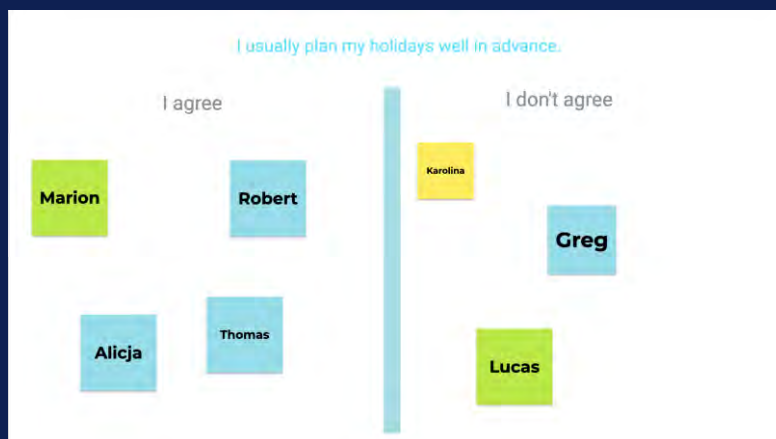 I usually plan my holidays well in advance.
I agree
I don't agree
Marion
Robert
Alicja
Thomas
Karolina
Greg
Lucas